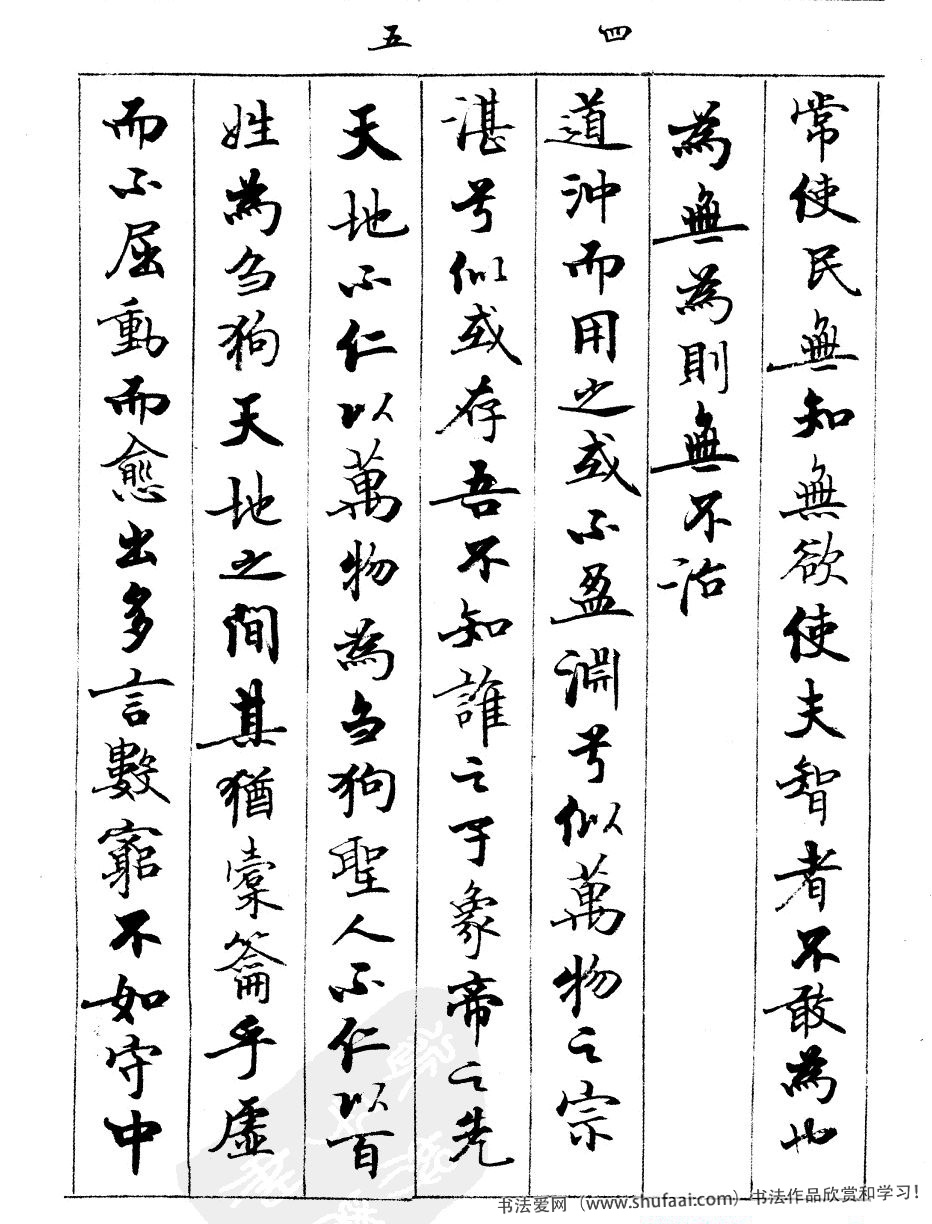 四
五
常使民無知無欲使夫智者不敢為也
為無為則無不治
道沖而用之或不盈淵兮似萬物之宗
湛兮似或存吾不知誰之子象帝之先
天地不仁以萬物為芻狗聖人不仁以百
姓為芻狗天地之間其猶橐籥乎虛
而不屈動而愈出多言數窮不如守中
书法爱网（www.shufaai.com）书法作品欣赏和学习！